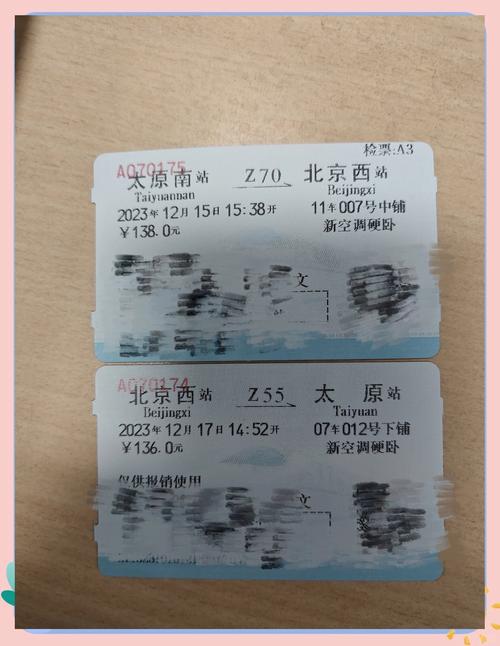 检票:A3
A070175
太原南站 Z70 北京西站
Taiyuannan Beijingxi
2023年12月15日15:38开 11车007号中铺
￥138.0元 新空调硬卧
文
A070174
北京西站 Z55 太原站
Beijingxi Taiyuan
2023年12月17日14:52开 07车012号下铺
￥136.0元 新空调硬卧
仅供报销使用
文